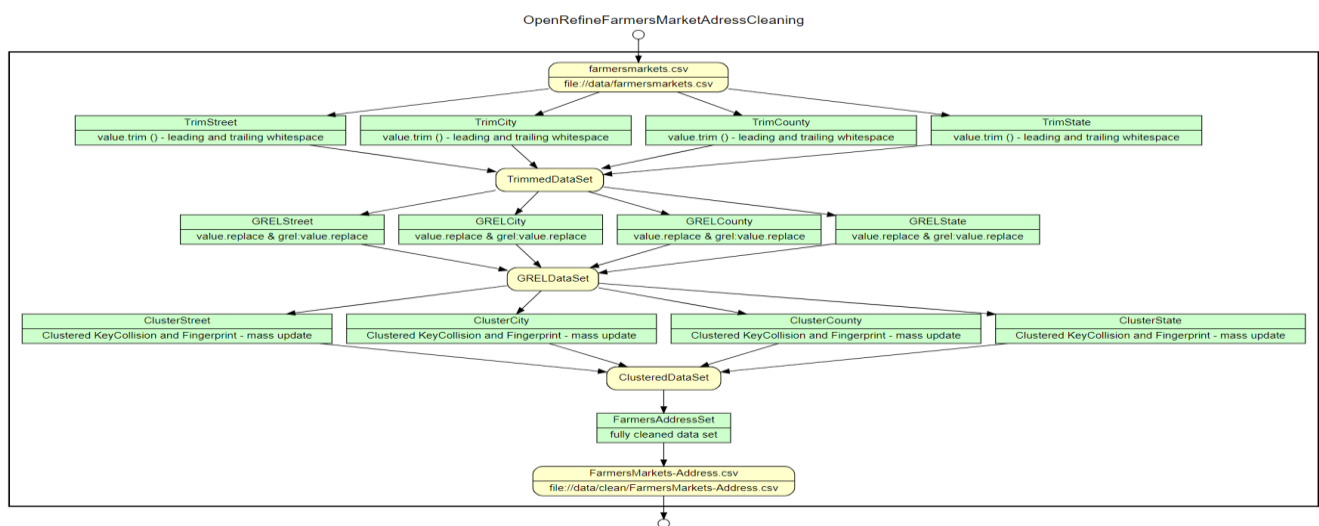 OpenRefineFarmersMarketAdressCleaning
farmersmarkets.csv
file://data/farmersmarkets.csv
TrimStreet
value.trim () - leading and trailing whitespace
TrimCity
value.trim () - leading and trailing whitespace
TrimCounty
value.trim () - leading and trailing whitespace
TrimState
value.trim () - leading and trailing whitespace
TrimmedDataSet
GRELStreet
value.replace & grel:value.replace
GRELCity
value.replace & grel:value.replace
GRELCounty
value.replace & grel:value.replace
GRELState
value.replace & grel:value.replace
GRELDataSet
ClusterStreet
Clustered KeyCollision and Fingerprint - mass update
ClusterCity
Clustered KeyCollision and Fingerprint - mass update
ClusterCounty
Clustered KeyCollision and Fingerprint - mass update
ClusterState
Clustered KeyCollision and Fingerprint - mass update
ClusteredDataSet
FarmersAddressSet
fully cleaned data set
FarmersMarkets-Address.csv
file://data/clean/FarmersMarkets-Address.csv